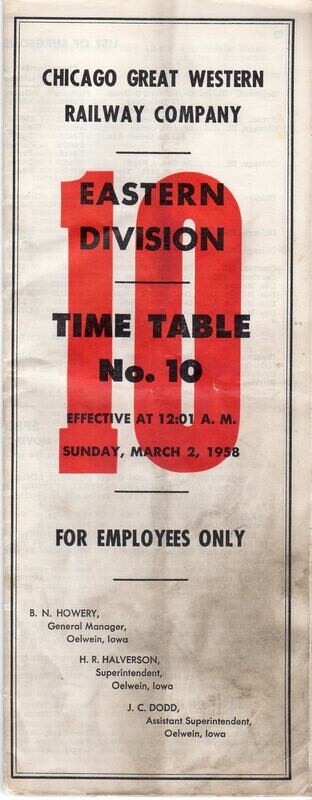 CHICAGO GREAT WESTERN
RAILWAY COMPANY
10
EASTERN
DIVISION
TIME TABLE
No. 10
EFFECTIVE AT 12:01 A. M.
SUNDAY, MARCH 2, 1958
FOR EMPLOYEES ONLY
B. N. HOWERY,
General Manager,
Oelwein, Iowa
H. R. HALVERSON,
Superintendent,
Oelwein, Iowa
J. C. DODD,
Assistant Superintendent,
Oelwein, Iowa